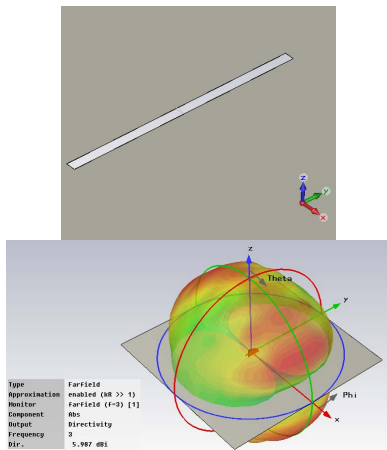 z
y
x
z
Theta
y
Phi
x
Type FarField
Approximation enabled (kR >> 1)
Monitor farfield (f=3) [1]
Component Abs
Output Directivity
Frequency 3
Dir. 5.987 dBi